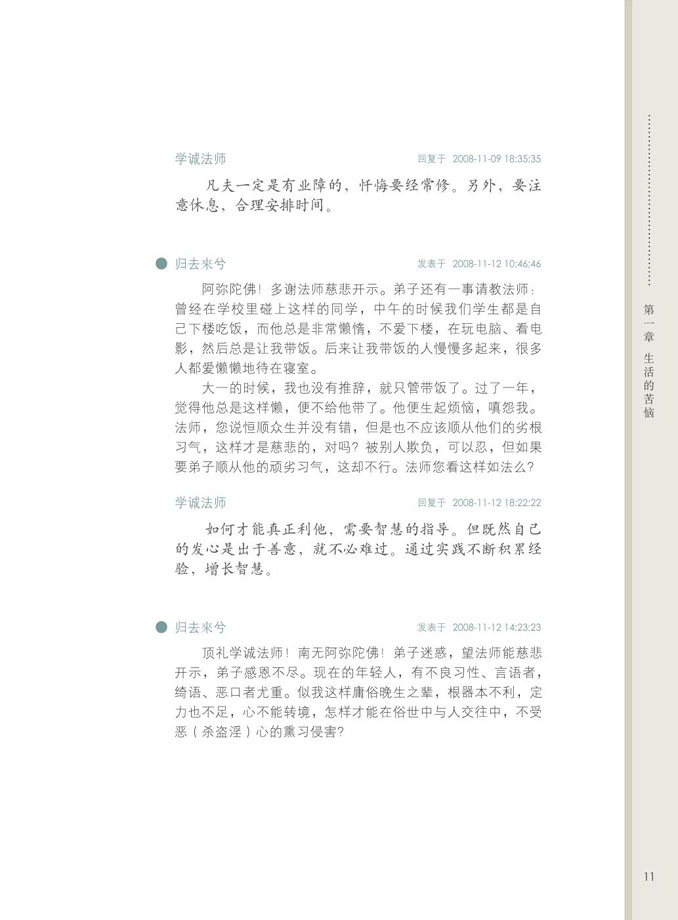 学诚法师 回复于 2008-11-09 18:35:35
凡夫一定是有业障的，忏悔要经常修。另外，要注
意休息，合理安排时间。
归去来兮 发表于 2008-11-12 10:46:46
阿弥陀佛！多谢法师慈悲开示。弟子还有一事请教法师：
曾经在学校里碰上这样的同学，中午的时候我们学生都是自
己下楼吃饭，而他总是非常懒惰，不爱下楼，在玩电脑、看电
影，然后总是让我带饭。后来让我带饭的人慢慢多起来，很多
人都爱懒懒地待在寝室。
大一的时候，我也没有推辞，就只管带饭了。过了一年，
觉得他总是这样懒，便不给他带了。他便生起烦恼，嗔怨我。
法师，您说恒顺众生并没有错，但是也不应该顺从他们的劣根
习气，这样才是慈悲的，对吗？被别人欺负，可以忍，但如果
要弟子顺从他的顽劣习气，这却不行。法师您看这样如法么？
学诚法师 回复于 2008-11-12 18:22:22
如何才能真正利他，需要智慧的指导。但既然自己
的发心是出于善意，就不必难过。通过实践不断积累经
验，增长智慧。
归去来兮 发表于 2008-11-12 14:23:23
顶礼学诚法师！南无阿弥陀佛！弟子迷惑，望法师能慈悲
开示，弟子感恩不尽。现在的年轻人，有不良习性、言语者，
绮语、恶口者尤重。似我这样庸俗晚生之辈，根器本不利，定
力也不足，心不能转境，怎样才能在俗世中与人交往中，不受
恶（杀盗淫）心的熏习侵害？
第一章 生活的苦恼
11